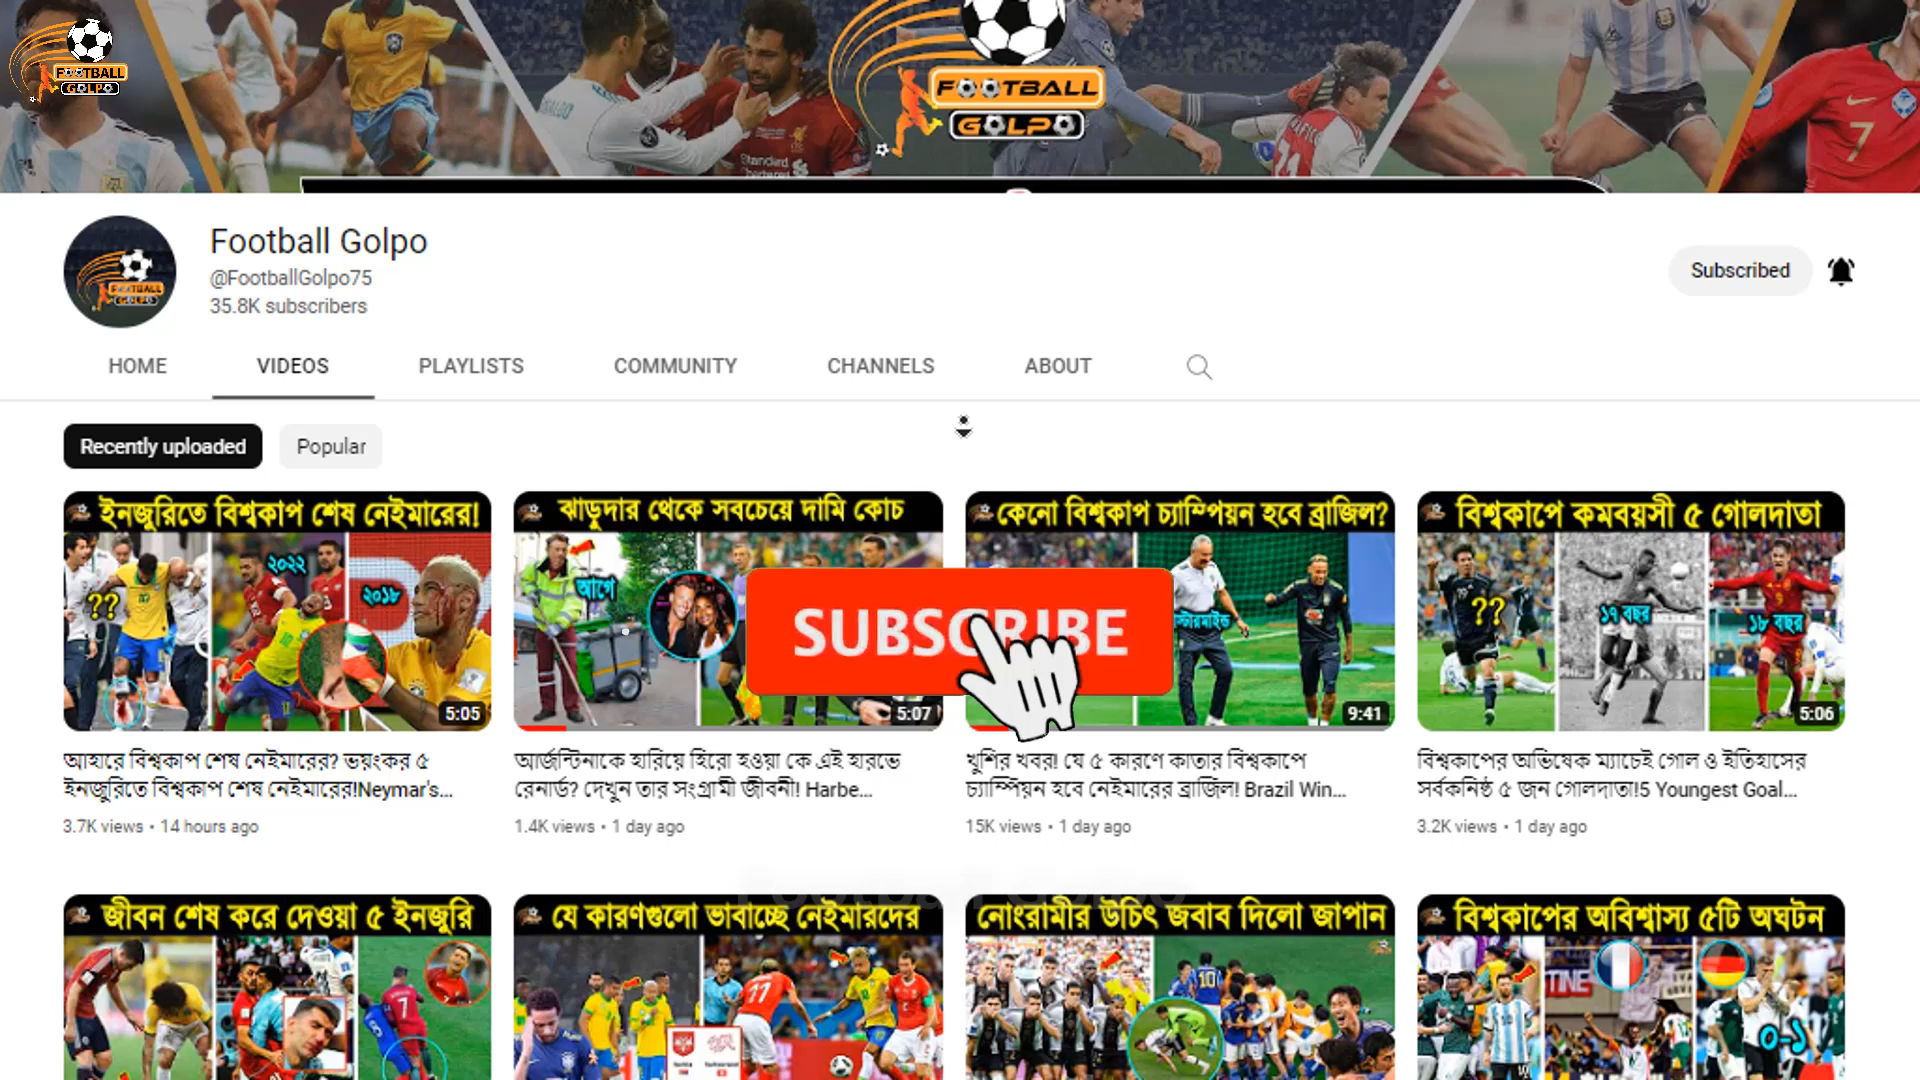 FOOTBALL
GOLPO
FOOTBALL
GOLPO
7
Football Golpo
@FootballGolpo75
35.8K subscribers
Subscribed
HOME
VIDEOS
PLAYLISTS
COMMUNITY
CHANNELS
ABOUT
Recently uploaded
Popular
ইনজুরিতে বিশ্বকাপ শেষ নেইমারের!
??
২০২২
২০১৮
5:05
ঝাড়ুদার থেকে সবচেয়ে দামি কোচ
আগে
5:07
কেনো বিশ্বকাপ চ্যাম্পিয়ন হবে ব্রাজিল?
9:41
বিশ্বকাপে কমবয়সী ৫ গোলদাতা
??
১৭ বছর
১৮ বছর
5:06
SUBSCRIBE
আহারে বিশ্বকাপ শেষ নেইমারের? ভয়ংকর ৫
ইনজুরিতে বিশ্বকাপ শেষ নেইমারের!Neymar's...
3.7K views • 14 hours ago
আর্জেন্টিনাকে হারিয়ে হিরো হওয়া কে এই হারভে
রেনার্ড? দেখুন তার সংগ্রামী জীবনী! Harbe...
1.4K views • 1 day ago
খুশির খবর! যে ৫ কারণে কাতার বিশ্বকাপে
চ্যাম্পিয়ন হবে নেইমারের ব্রাজিল! Brazil Win...
15K views • 1 day ago
বিশ্বকাপের অভিষেক ম্যাচেই গোল ও ইতিহাসের
সর্বকনিষ্ঠ ৫ জন গোলদাতা!5 Youngest Goal...
3.2K views • 1 day ago
Football Golpo
জীবন শেষ করে দেওয়া ৫ ইনজুরি
যে কারণগুলো ভাবাচ্ছে নেইমারদের
নোংরামীর উচিৎ জবাব দিলো জাপান
বিশ্বকাপের অবিশ্বাস্য ৫টি অঘটন
০-১